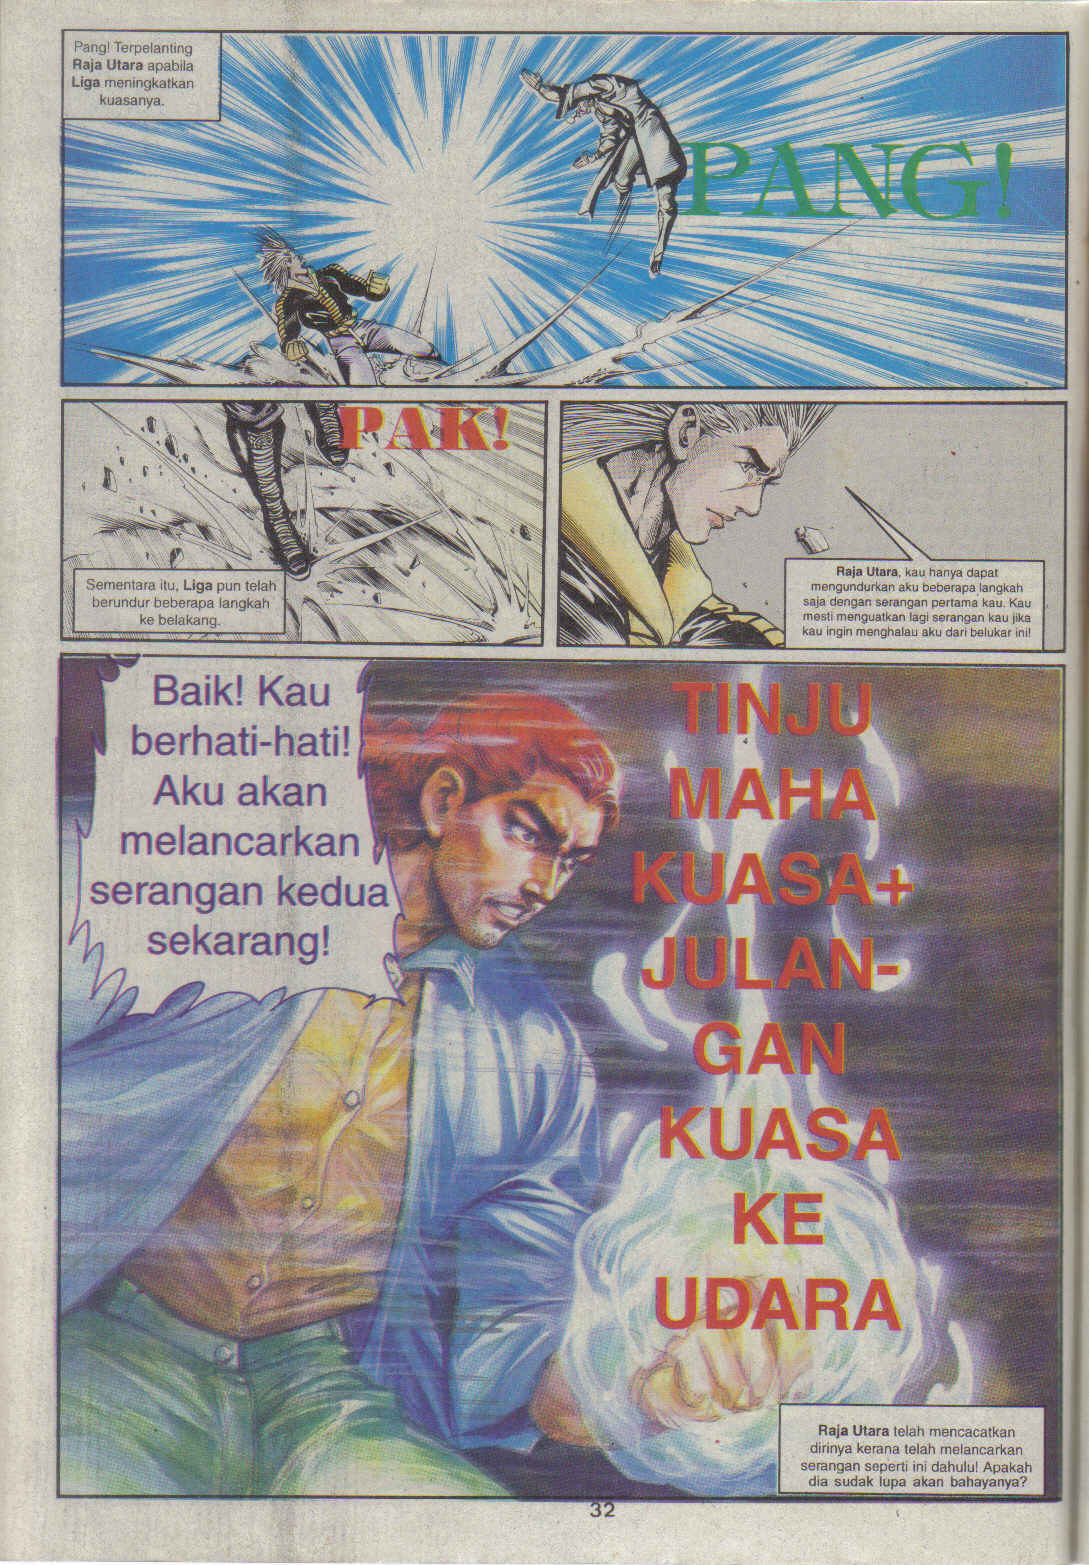 Pang! Terpelanting
Raja Utara apabila
Liga meningkatkan
kuasanya.
PANG!
PAK!
Sementara itu, Liga pun telah
berundur beberapa langkah
ke belakang.
Raja Utara, kau hanya dapat
mengundurkan aku beberapa langkah
saja dengan serangan pertama kau. Kau
mesti menguatkan lagi serangan kau jika
kau ingin menghalau aku dari belukar ini!
Baik! Kau
berhati-hati!
Aku akan
melancarkan
serangan kedua
sekarang!
TINJU
MAHA
KUASA+
JULAN-
GAN
KUASA
KE
UDARA
Raja Utara telah mencacatkan
dirinya kerana telah melancarkan
serangan seperti ini dahulu! Apakah
dia sudak lupa akan bahayanya?
32